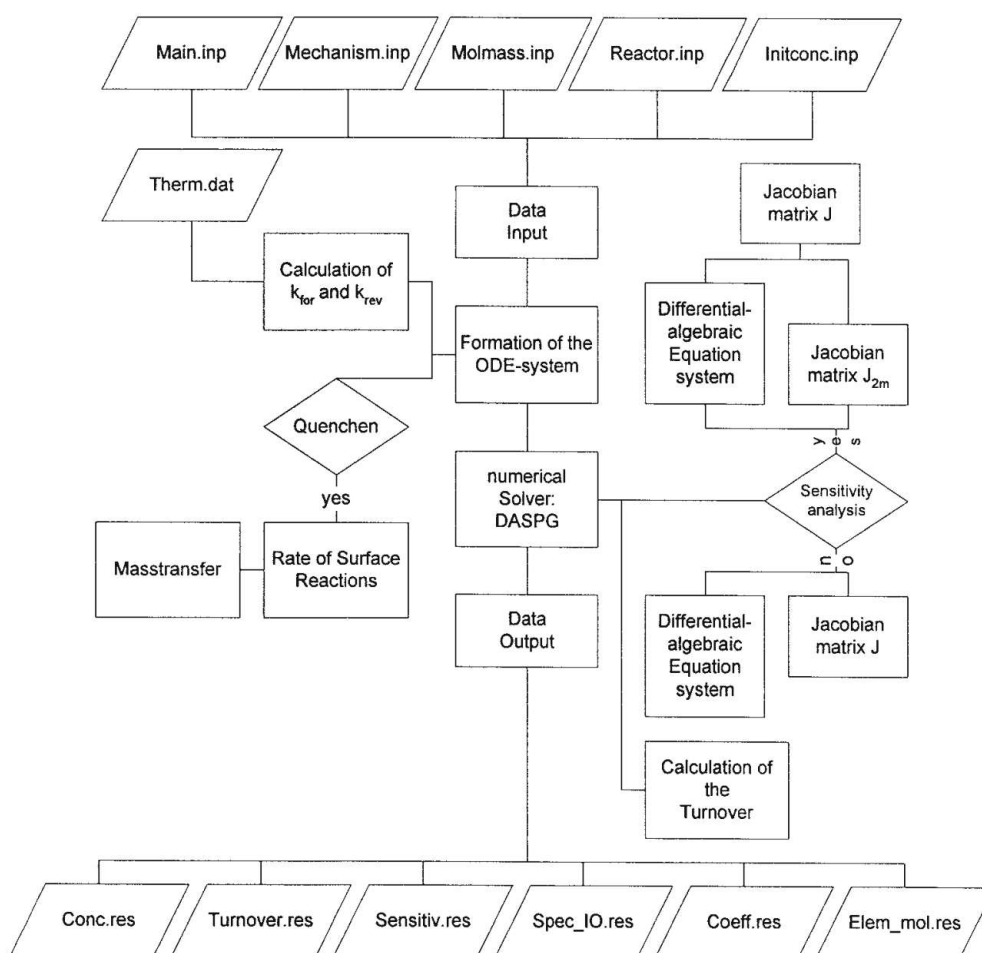 Main.inp
Mechanism.inp
Molmass.inp
Reactor.inp
Initconc.inp
Therm.dat
Data
Input
Jacobian
matrix J
Calculation of
kfor and krev
Differential-
algebraic
Equation
system
Formation of the
ODE-system
Jacobian
matrix J2m
Quenchen
yes
yes
numerical
Solver:
DASPG
Sensitivity
analysis
Masstransfer
Rate of Surface
Reactions
no
Data
Output
Differential-
algebraic
Equation
system
Jacobian
matrix J
Calculation of
the
Turnover
Conc.res
Turnover.res
Sensitiv.res
Spec_IO.res
Coeff.res
Elem_mol.res